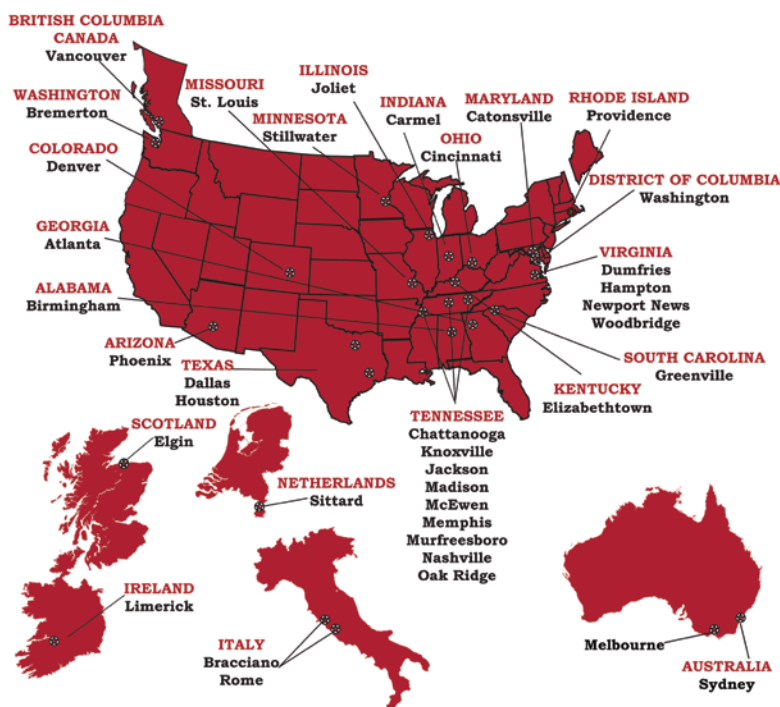 BRITISH COLUMBIA
CANADA
Vancouver
WASHINGTON
Bremerton
COLORADO
Denver
GEORGIA
Atlanta
ALABAMA
Birmingham
ARIZONA
Phoenix
TEXAS
Dallas
Houston
MISSOURI
St. Louis
MINNESOTA
Stillwater
ILLINOIS
Joliet
INDIANA
Carmel
OHIO
Cincinnati
MARYLAND
Catonsville
RHODE ISLAND
Providence
DISTRICT OF COLUMBIA
Washington
VIRGINIA
Dumfries
Hampton
Newport News
Woodbridge
SOUTH CAROLINA
Greenville
KENTUCKY
Elizabethtown
TENNESSEE
Chattanooga
Knoxville
Jackson
Madison
McEwen
Memphis
Murfreesboro
Nashville
Oak Ridge
SCOTLAND
Elgin
NETHERLANDS
Sittard
IRELAND
Limerick
ITALY
Bracciano
Rome
Melbourne
AUSTRALIA
Sydney